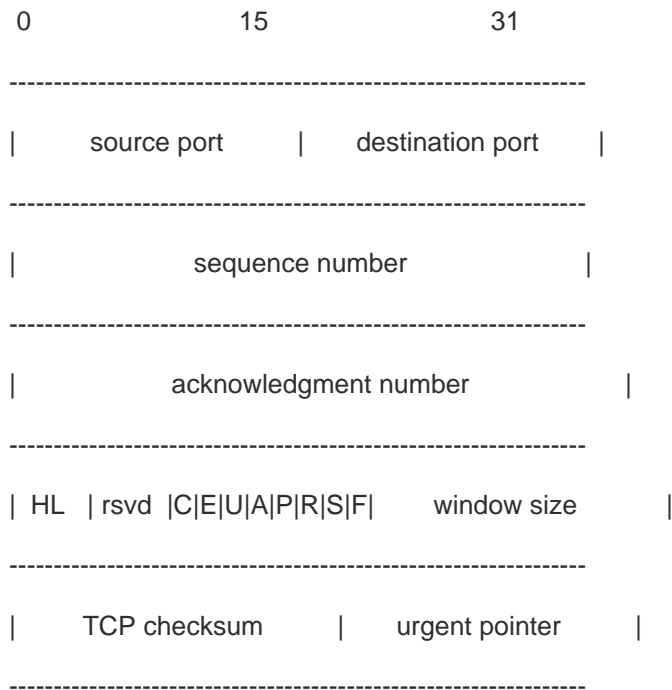 0 15 31
-----------------------------------------------------------------
| source port | destination port |
-----------------------------------------------------------------
| sequence number |
-----------------------------------------------------------------
| acknowledgment number |
-----------------------------------------------------------------
| HL | rsvd |C|E|U|A|P|R|S|F| window size |
-----------------------------------------------------------------
| TCP checksum | urgent pointer |
-----------------------------------------------------------------